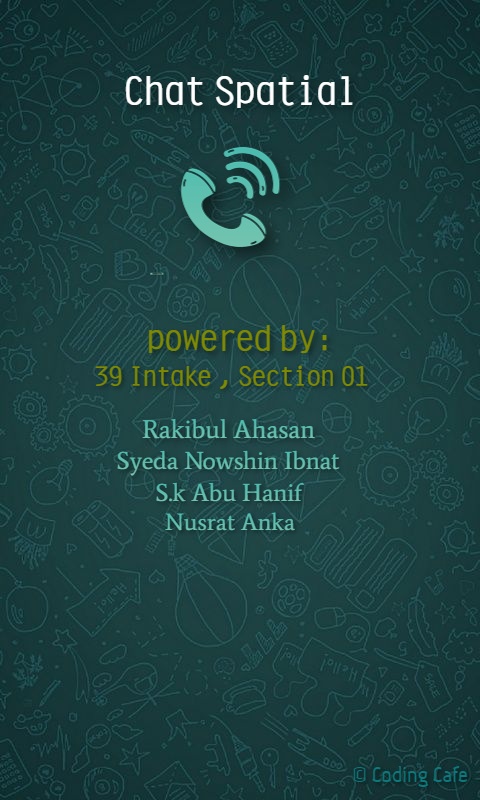 Chat Spatial
powered by:
39 Intake , Section 01
Rakibul Ahasan
Syeda Nowshin Ibnat
S.k Abu Hanif
Nusrat Anka
© Coding Cafe